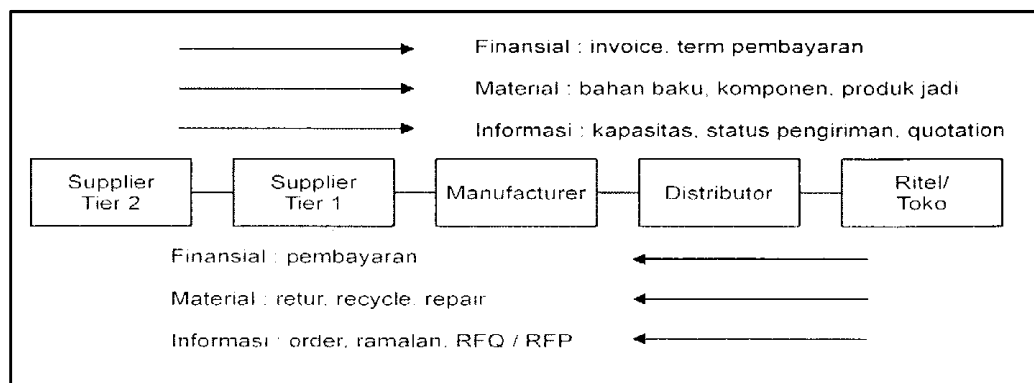 Finansial : invoice, term pembayaran
Material : bahan baku, komponen, produk jadi
Informasi : kapasitas, status pengiriman, quotation
Supplier
Tier 2
Supplier
Tier 1
Manufacturer
Distributor
Ritel/
Toko
Finansial : pembayaran
Material : retur, recycle, repair
Informasi : order, ramalan, RFQ / RFP